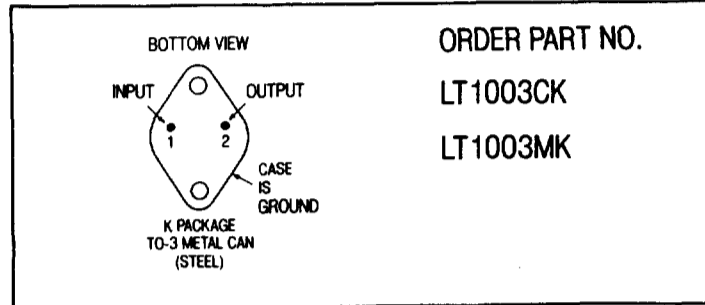 BOTTOM VIEW
INPUT
OUTPUT
1
2
CASE
IS
GROUND
K PACKAGE
TO-3 METAL CAN
(STEEL)
ORDER PART NO.
LT1003CK
LT1003MK